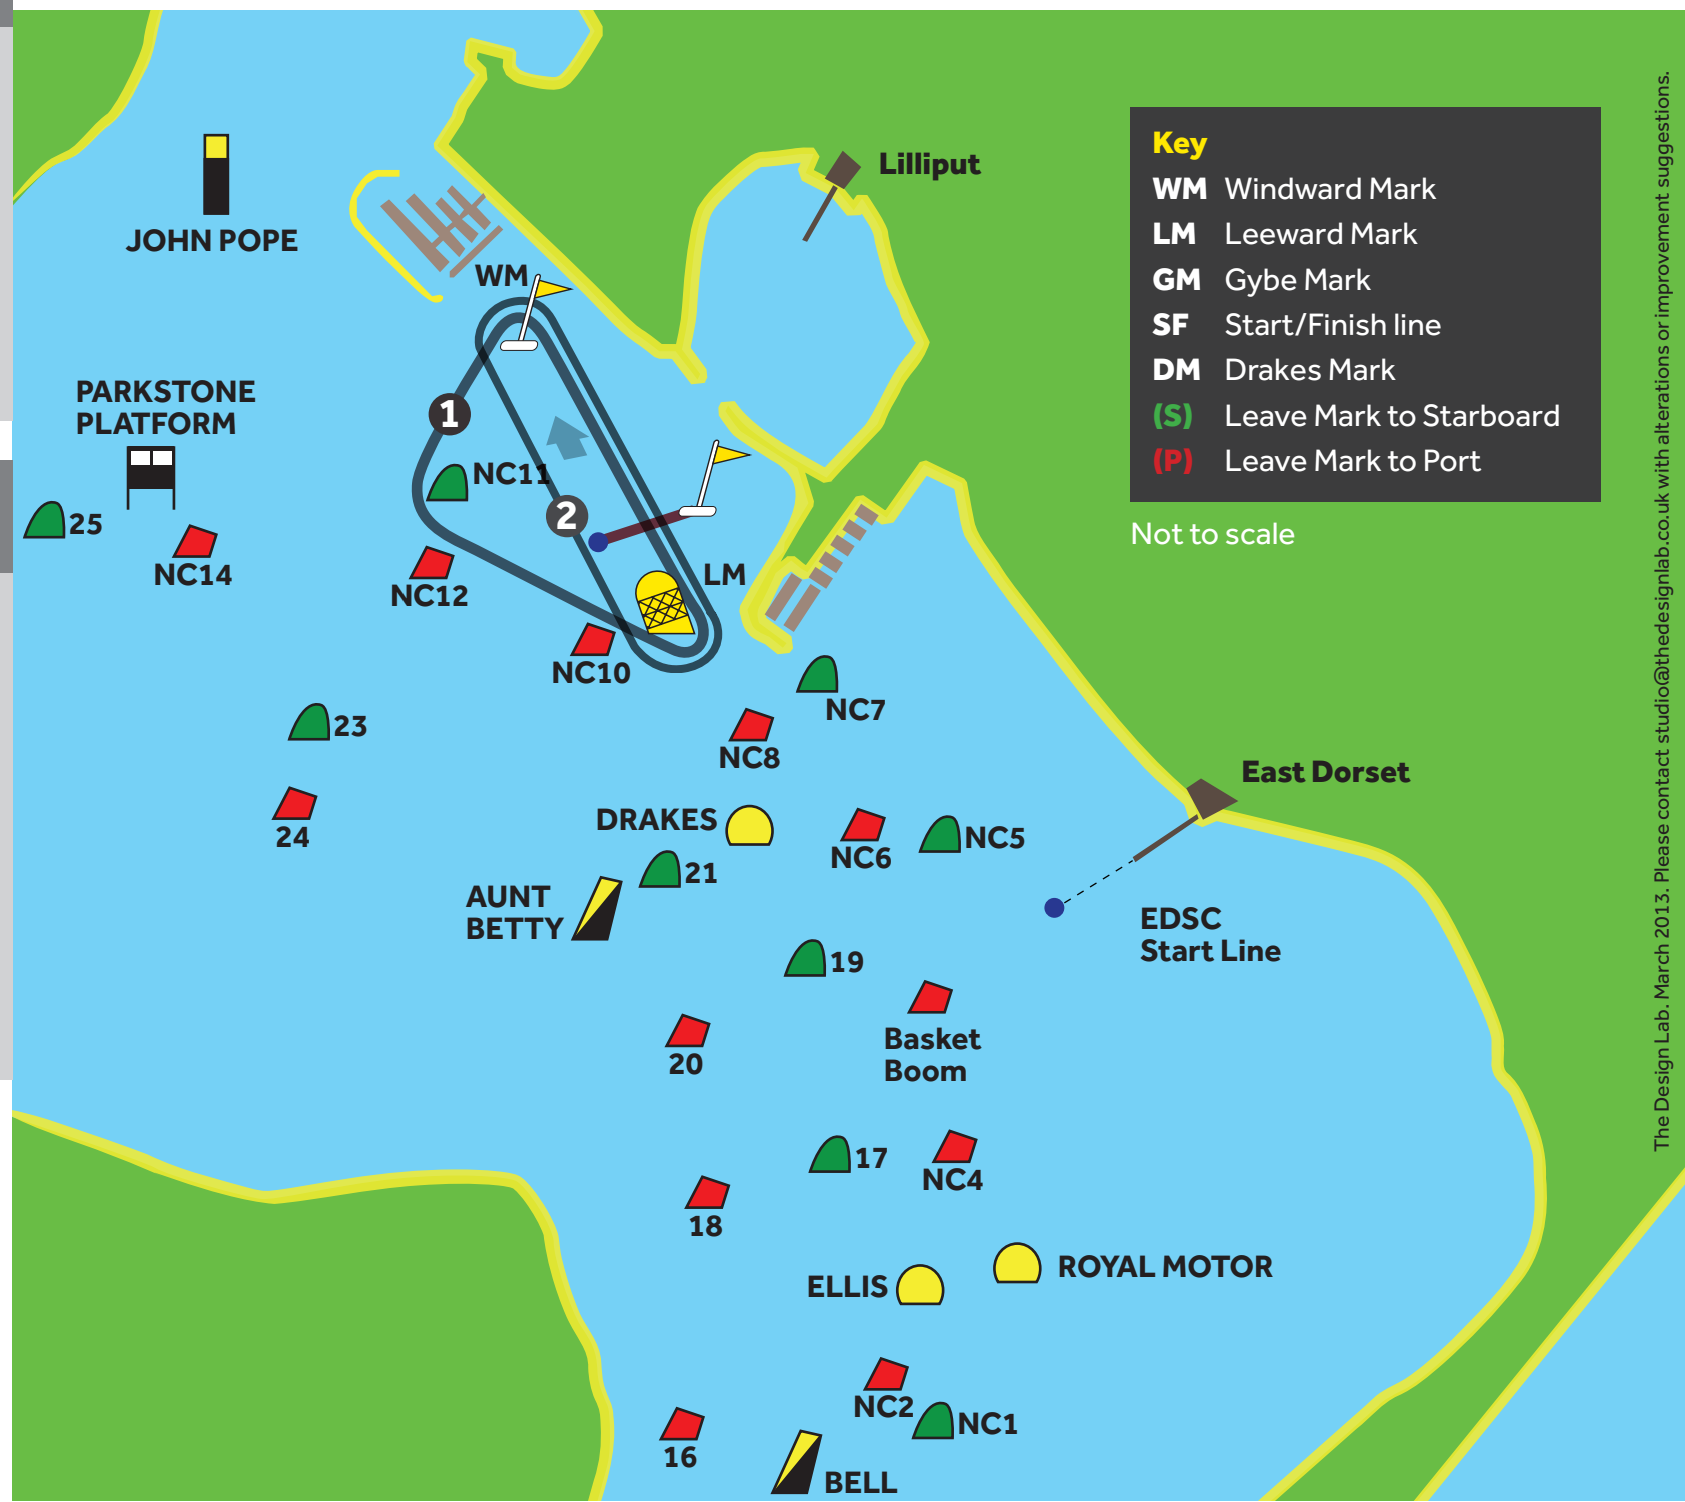 Lilliput
Key
WM Windward Mark
LM Leeward Mark
GM Gybe Mark
SF Start/Finish line
DM Drakes Mark
(S) Leave Mark to Starboard
(P) Leave Mark to Port
Not to scale
JOHN POPE
WM
PARKSTONE
PLATFORM
1
NC11
2
25
NC14
NC12
LM
NC10
NC7
23
NC8
24
DRAKES
NC6
NC5
East Dorset
21
AUNT
BETTY
EDSC
Start Line
19
Basket
Boom
20
17
NC4
18
ELLIS
ROYAL MOTOR
NC2
NC1
16
BELL
The Design Lab. March 2013. Please contact studio@thedesignlab.co.uk with alterations or improvement suggestions.